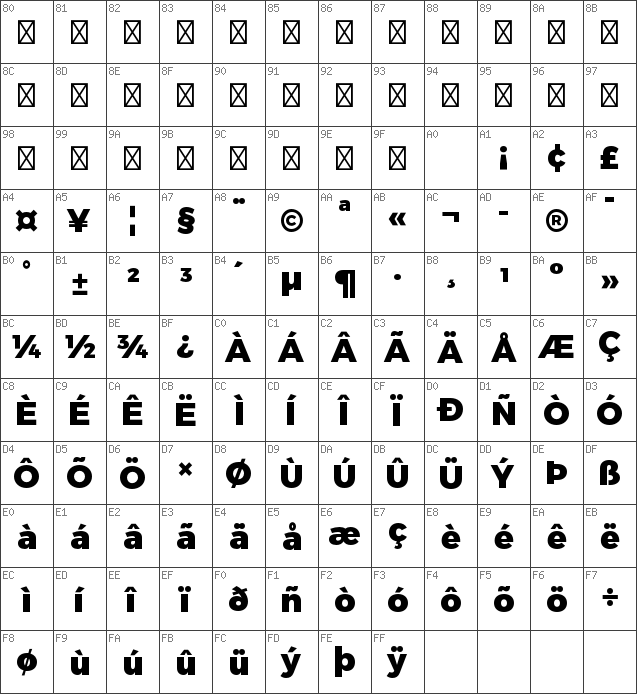 80 81 82 83 84 85 86 87 88 89 8A 8B
8C 8D 8E 8F 90 91 92 93 94 95 96 97
98 99 9A 9B 9C 9D 9E 9F A0 A1 A2 A3
¡ ¢ £
A4 A5 A6 A7 A8 A9 AA AB AC AD AE AF
¤ ¥ ¦ § ¨ © ª « ¬ - ® ¯
B0 B1 B2 B3 B4 B5 B6 B7 B8 B9 BA BB
° ± ² ³ ´ µ ¶ · ¸ ¹ º »
BC BD BE BF C0 C1 C2 C3 C4 C5 C6 C7
¼ ½ ¾ ¿ À Á Â Ã Ä Å Æ Ç
C8 C9 CA CB CC CD CE CF D0 D1 D2 D3
È É Ê Ë Ì Í Î Ï Ð Ñ Ò Ó
D4 D5 D6 D7 D8 D9 DA DB DC DD DE DF
Ô Õ Ö × Ø Ù Ú Û Ü Ý Þ ß
E0 E1 E2 E3 E4 E5 E6 E7 E8 E9 EA EB
à á â ã ä å æ ç è é ê ë
EC ED EE EF F0 F1 F2 F3 F4 F5 F6 F7
ì í î ï ð ñ ò ó ô õ ö ÷
F8 F9 FA FB FC FD FE FF
ø ù ú û ü ý þ ÿ